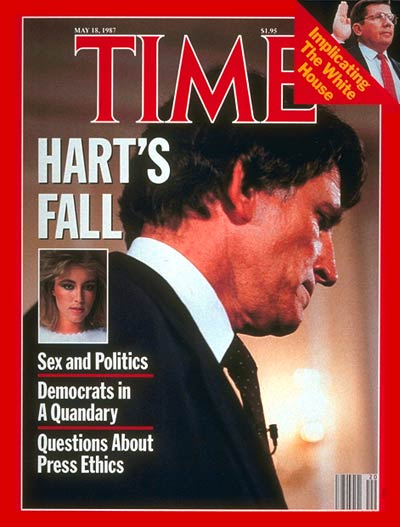 MAY 18, 1987
$1.95
Implicating
The White
House
TIME
HART'S
FALL
Sex and Politics
Democrats in
A Quandary
Questions About
Press Ethics
20